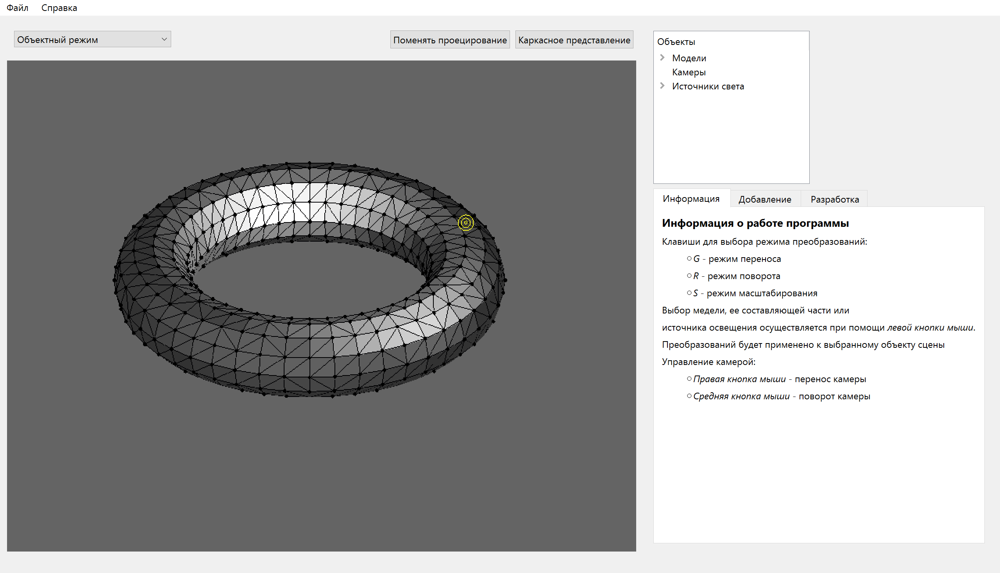 Файл Справка
Объектный режим
Поменять проецирование
Каркасное представление
Объекты
Модели
Камеры
Источники света
Информация Добавление Разработка
Информация о работе программы
Клавиши для выбора режима преобразований:
G - режим переноса
R - режим поворота
S - режим масштабирования
Выбор медели, ее составляющей части или
источника освещения осуществляется при помощи левой кнопки мыши.
Преобразований будет применено к выбранному объекту сцены
Управление камерой:
Правая кнопка мыши - перенос камеры
Средняя кнопка мыши - поворот камеры